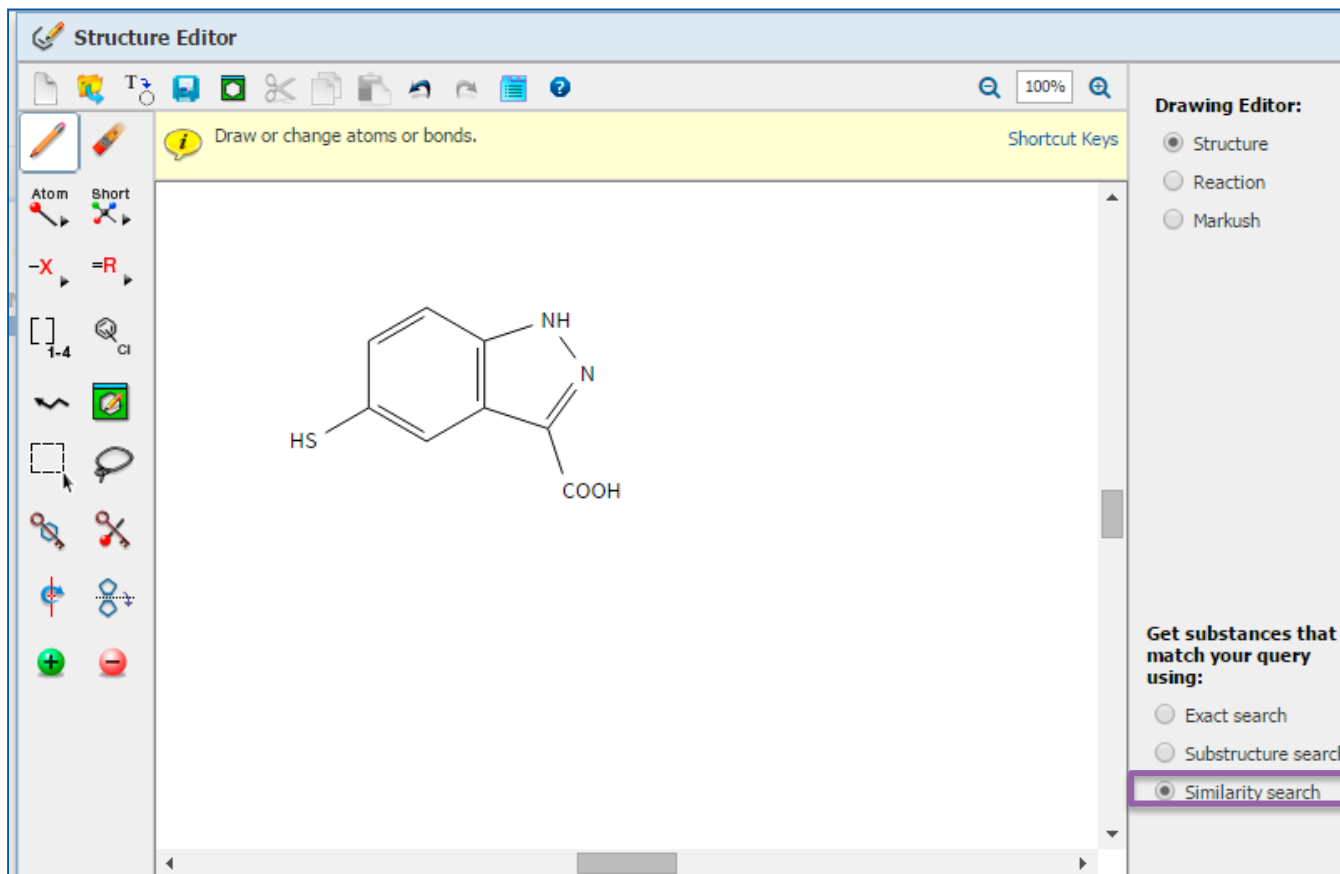 Structure Editor
T
100%
Drawing Editor:
Draw or change atoms or bonds.
Shortcut Keys
Structure
Reaction
Markush
Atom
Short
-X
=R
[ ] 1-4
Cl
NH
N
HS
COOH
Get substances that
match your query
using:
Exact search
Substructure search
Similarity search